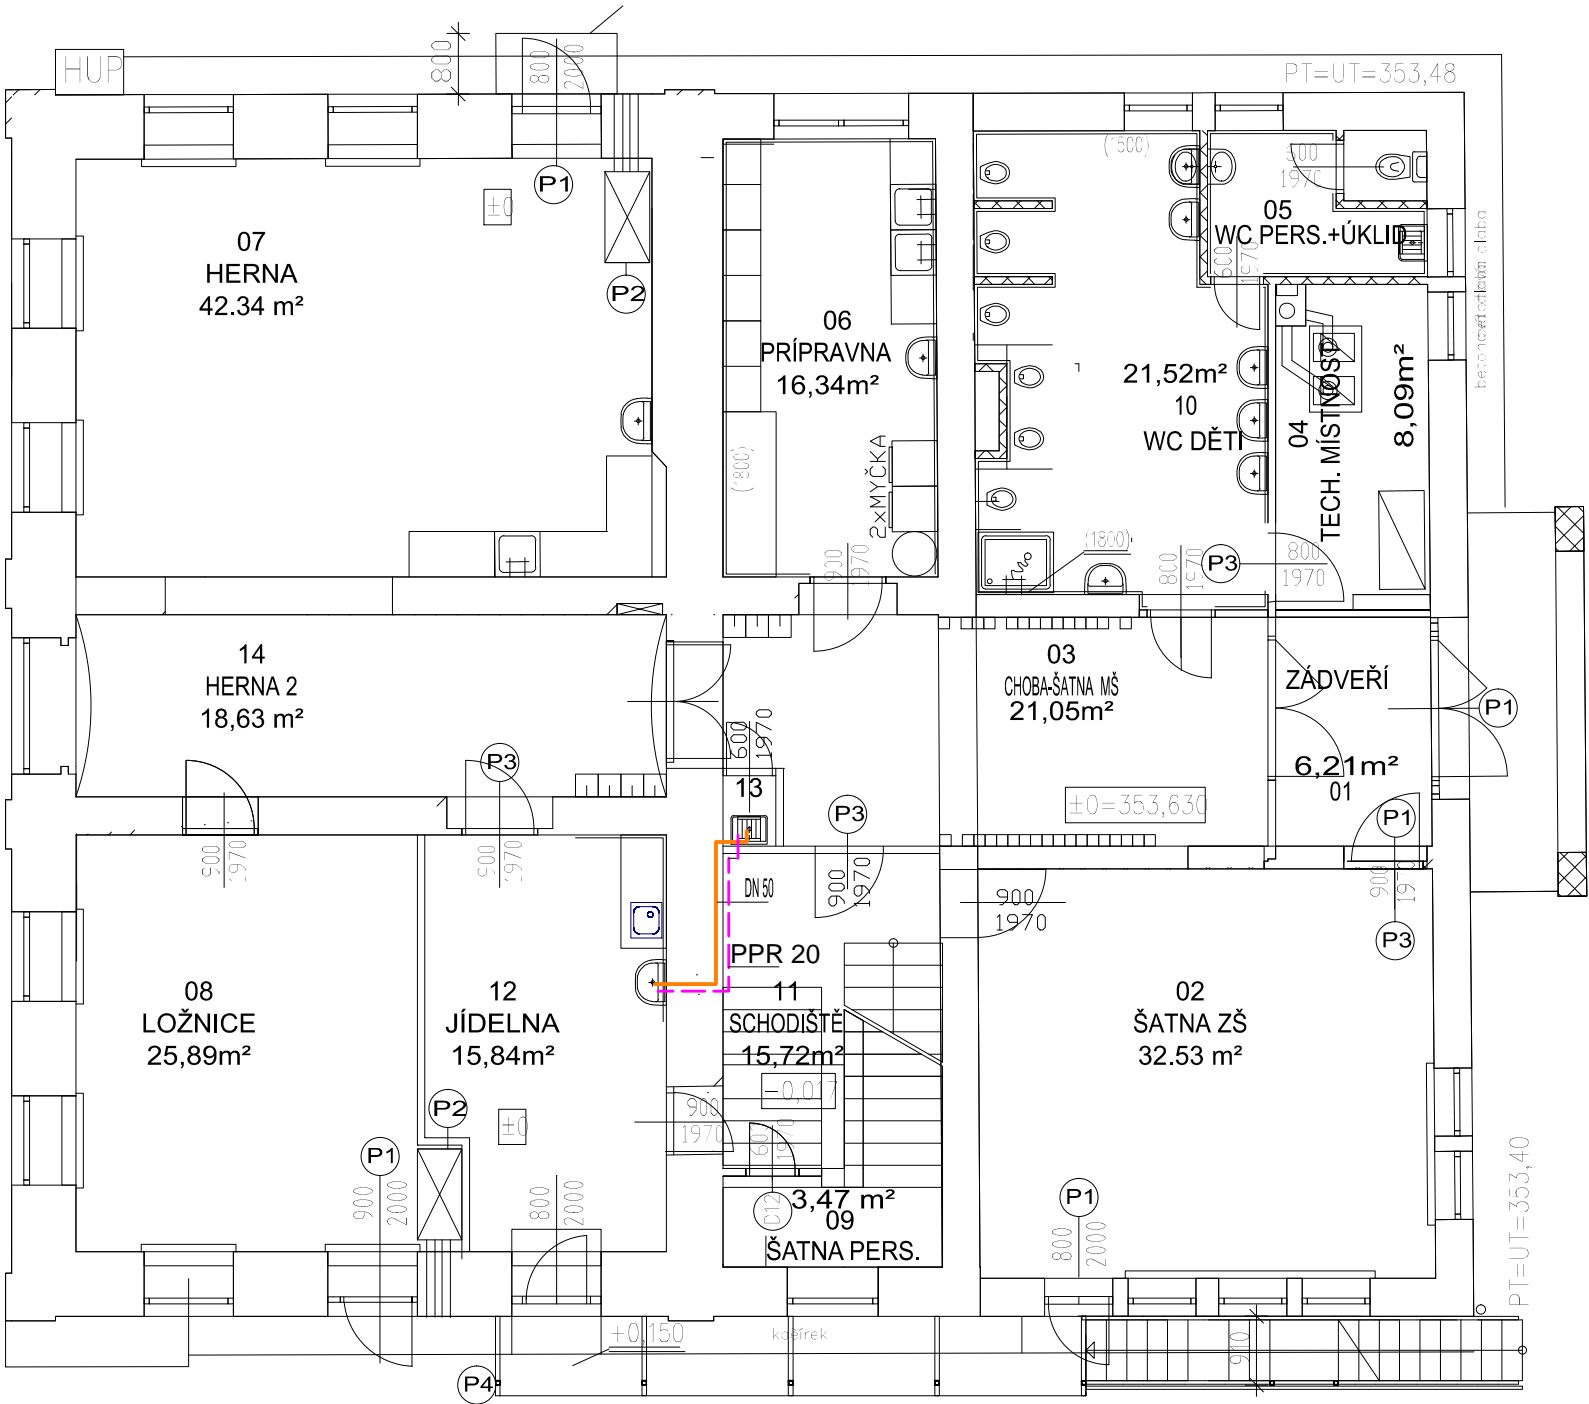 HUP
800
800
2000
PT=UT=353,48
P1
±0
07
HERNA
42.34 m²
P2
06
PRÍPRAVNA
16,34m²
2xMYČKA
900
1970
600
1970
05
WC PERS.+ÚKLID
600
1970
21,52m²
10
WC DĚTI
04
TECH. MÍSTNOST
8,09m²
(1800)
800
1970
P3
800
1970
14
HERNA 2
18,63 m²
03
CHOBA-ŠATNA MŠ
21,05m²
ZÁDVEŘÍ
P1
6,21m²
01
600
1970
13
P3
P3
±0=353,630
P1
900
1970
900
1970
900
1970
DN 50
900
1970
P3
PPR 20
08
LOŽNICE
25,89m²
12
JÍDELNA
15,84m²
11
SCHODIŠTĚ
15,72m²
-0,017
02
ŠATNA ZŠ
32.53 m²
P2
±0
900
1970
P1
900
2000
800
2000
3,47 m²
09
ŠATNA PERS.
P1
800
2000
PT=UT=353,40
+0,150
kačírek
910
P4